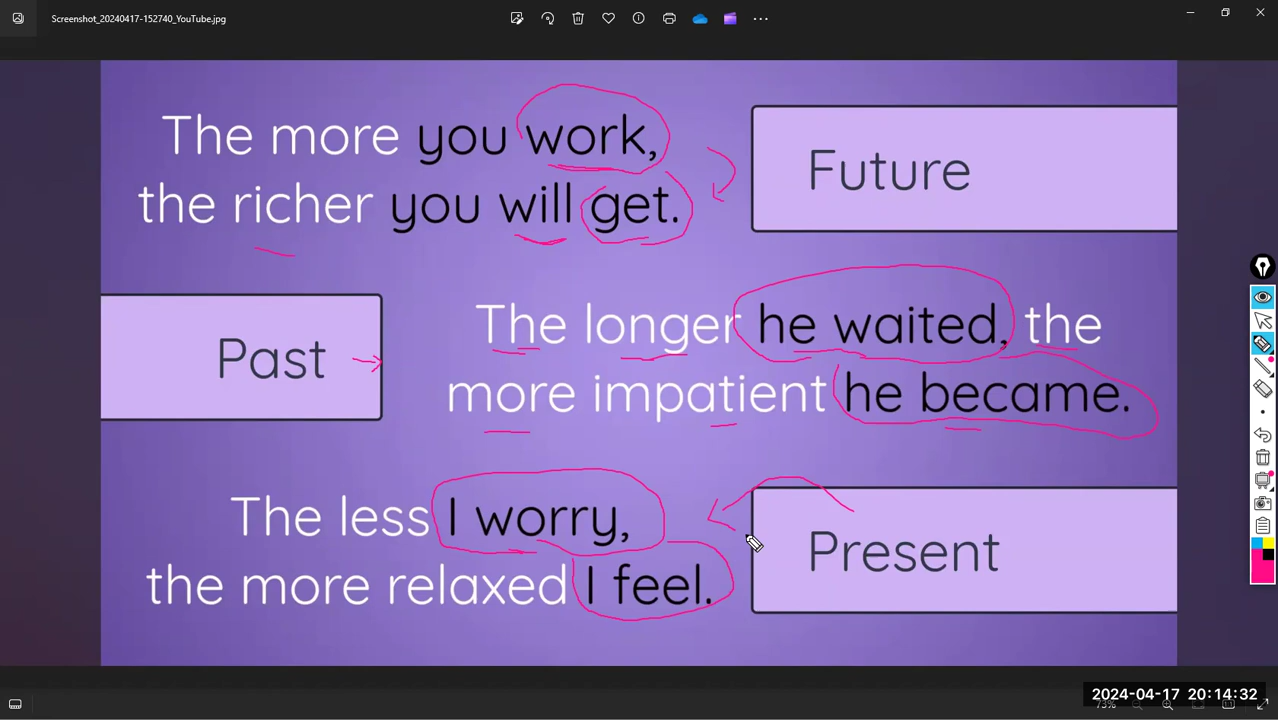 Screenshot_20240417-152740_YouTube.jpg
The more you work,
the richer you will get.
Future
Past
The longer he waited, the
more impatient he became.
The less I worry,
the more relaxed I feel.
Present
2024-04-17 20:14:32
73%